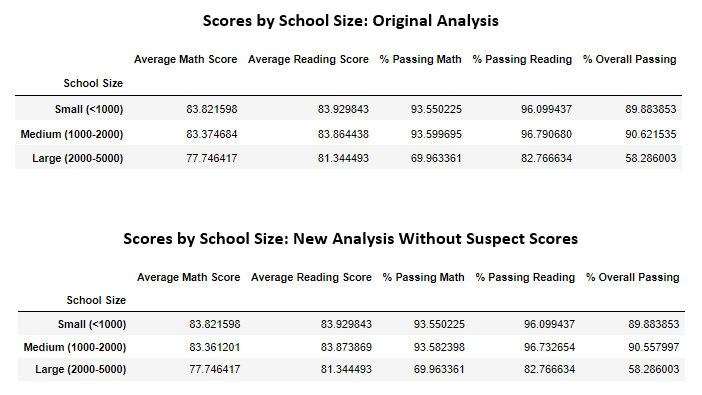 Scores by School Size: Original Analysis
Average Math Score Average Reading Score % Passing Math % Passing Reading % Overall Passing
School Size
Small (<1000) 83.821598 83.929843 93.550225 96.099437 89.883853
Medium (1000-2000) 83.374684 83.864438 93.599695 96.790680 90.621535
Large (2000-5000) 77.746417 81.344493 69.963361 82.766634 58.286003
Scores by School Size: New Analysis Without Suspect Scores
Average Math Score Average Reading Score % Passing Math % Passing Reading % Overall Passing
School Size
Small (<1000) 83.821598 83.929843 93.550225 96.099437 89.883853
Medium (1000-2000) 83.361201 83.873869 93.582398 96.732654 90.557997
Large (2000-5000) 77.746417 81.344493 69.963361 82.766634 58.286003